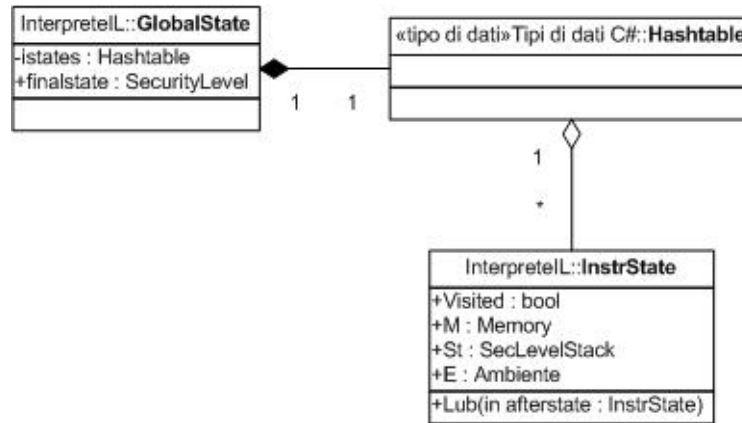 InterpreteIL::GlobalState
-istates : Hashtable
+finalstate : SecurityLevel
1
1
«tipo di dati»Tipi di dati C#::Hashtable
1
*
InterpreteIL::InstrState
+Visited : bool
+M : Memory
+St : SecLevelStack
+E : Ambiente
+Lub(in afterstate : InstrState)